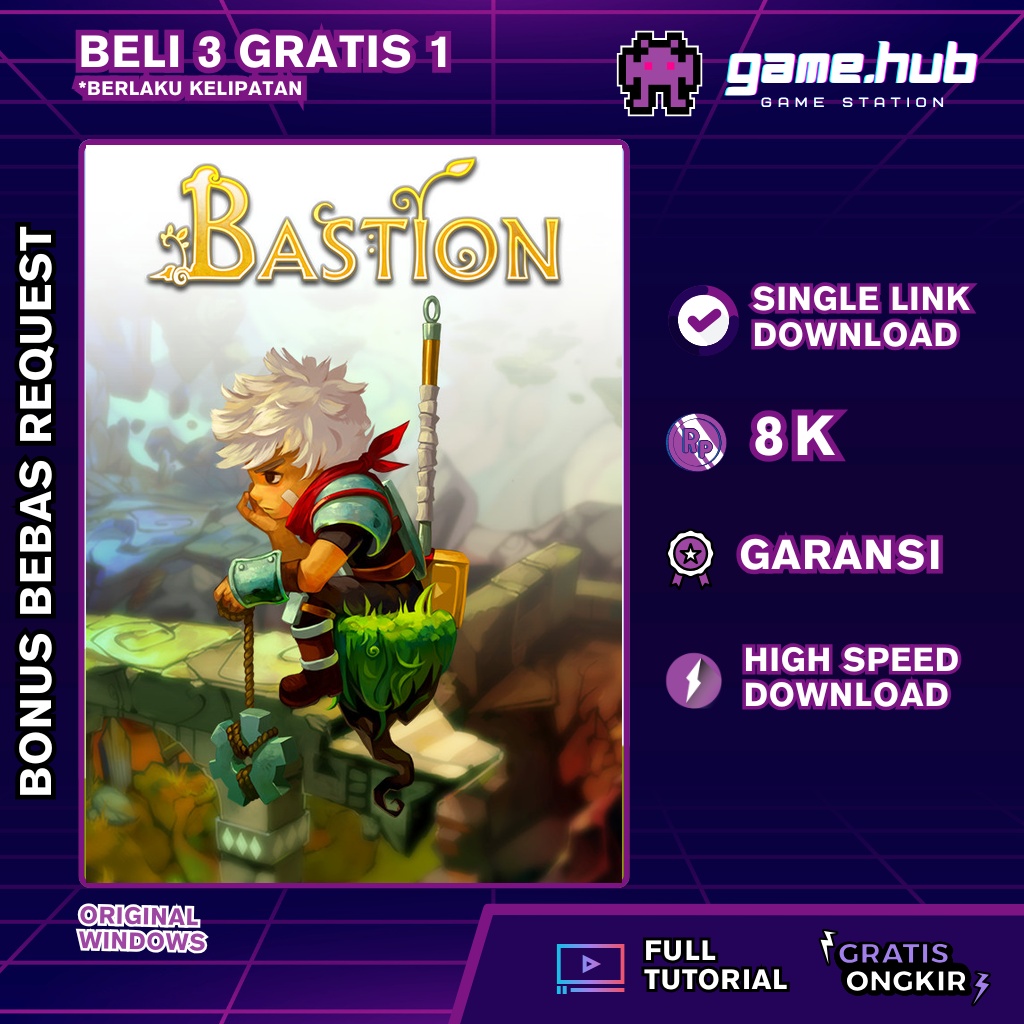 BELI 3 GRATIS 1
*BERLAKU KELIPATAN
game.hub
GAME STATION
BONUS BEBAS REQUEST
BASTION
SINGLE LINK
DOWNLOAD
Rp
8K
GARANSI
HIGH SPEED
DOWNLOAD
ORIGINAL
WINDOWS
FULL
TUTORIAL
GRATIS
ONGKIR